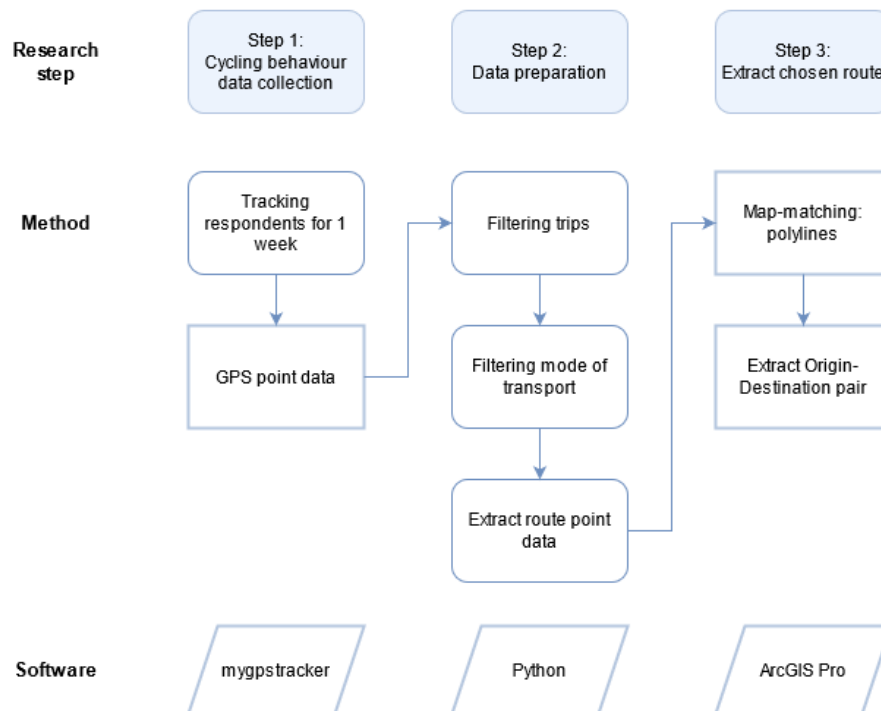 Research
step
Step 1:
Cycling behaviour
data collection
Step 2:
Data preparation
Step 3:
Extract chosen route
Method
Tracking
respondents for 1
week
Filtering trips
Map-matching:
polylines
GPS point data
Filtering mode of
transport
Extract Origin-
Destination pair
Extract route point
data
Software
mygpstracker
Python
ArcGIS Pro